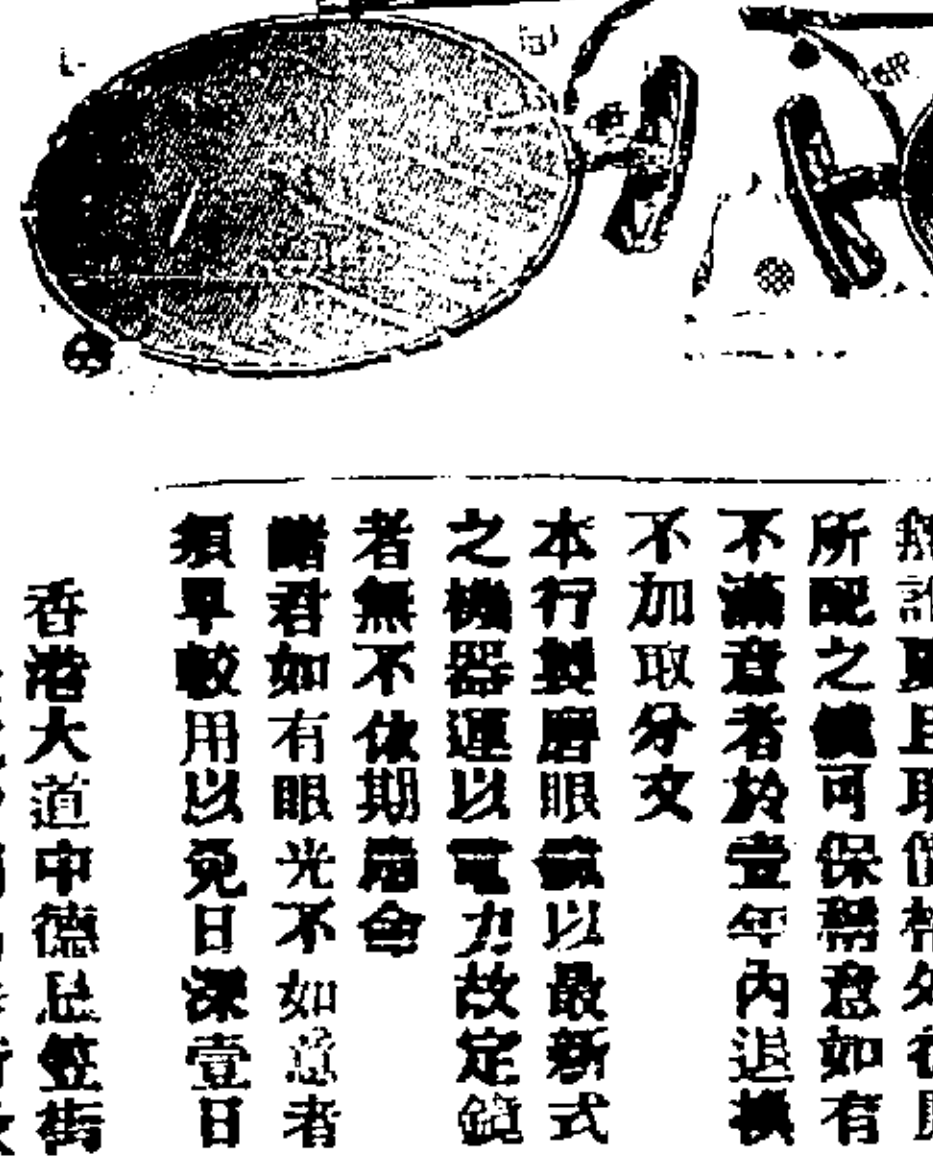 所配之鏡可保稱意如有
不滿意者於壹年內退換
不加取分文
本行製磨眼鏡以最新式
之機器運以電力故定鏡
者無不依期應命
諸君如有眼光不如意者
須早較用以免日深壹日
香港大道中德忌笠街